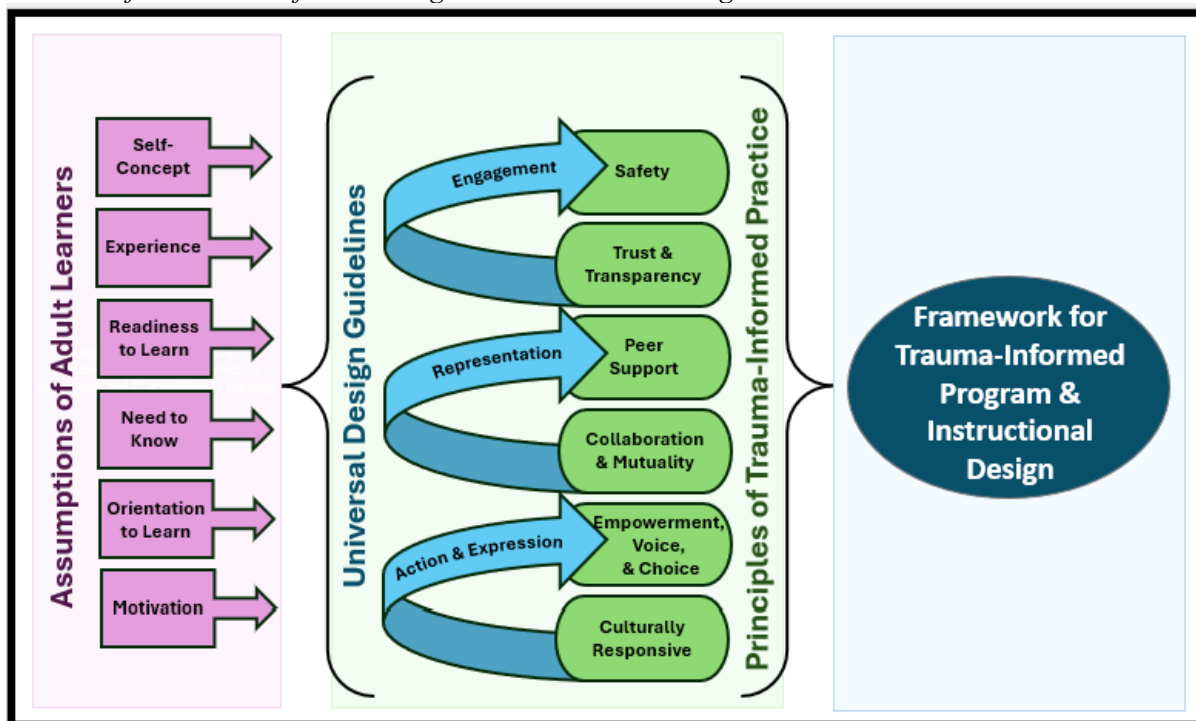 Assumptions of Adult Learners
Self-
Concept
Experience
Readiness
to Learn
Need to
Know
Orientation
to Learn
Motivation
Universal Design Guidelines
Engagement
Representation
Action & Expression
Safety
Trust &
Transparency
Peer
Support
Collaboration
& Mutuality
Empowerment,
Voice,
& Choice
Culturally
Responsive
Principles of Trauma-Informed Practice
Framework for
Trauma-Informed
Program &
Instructional
Design